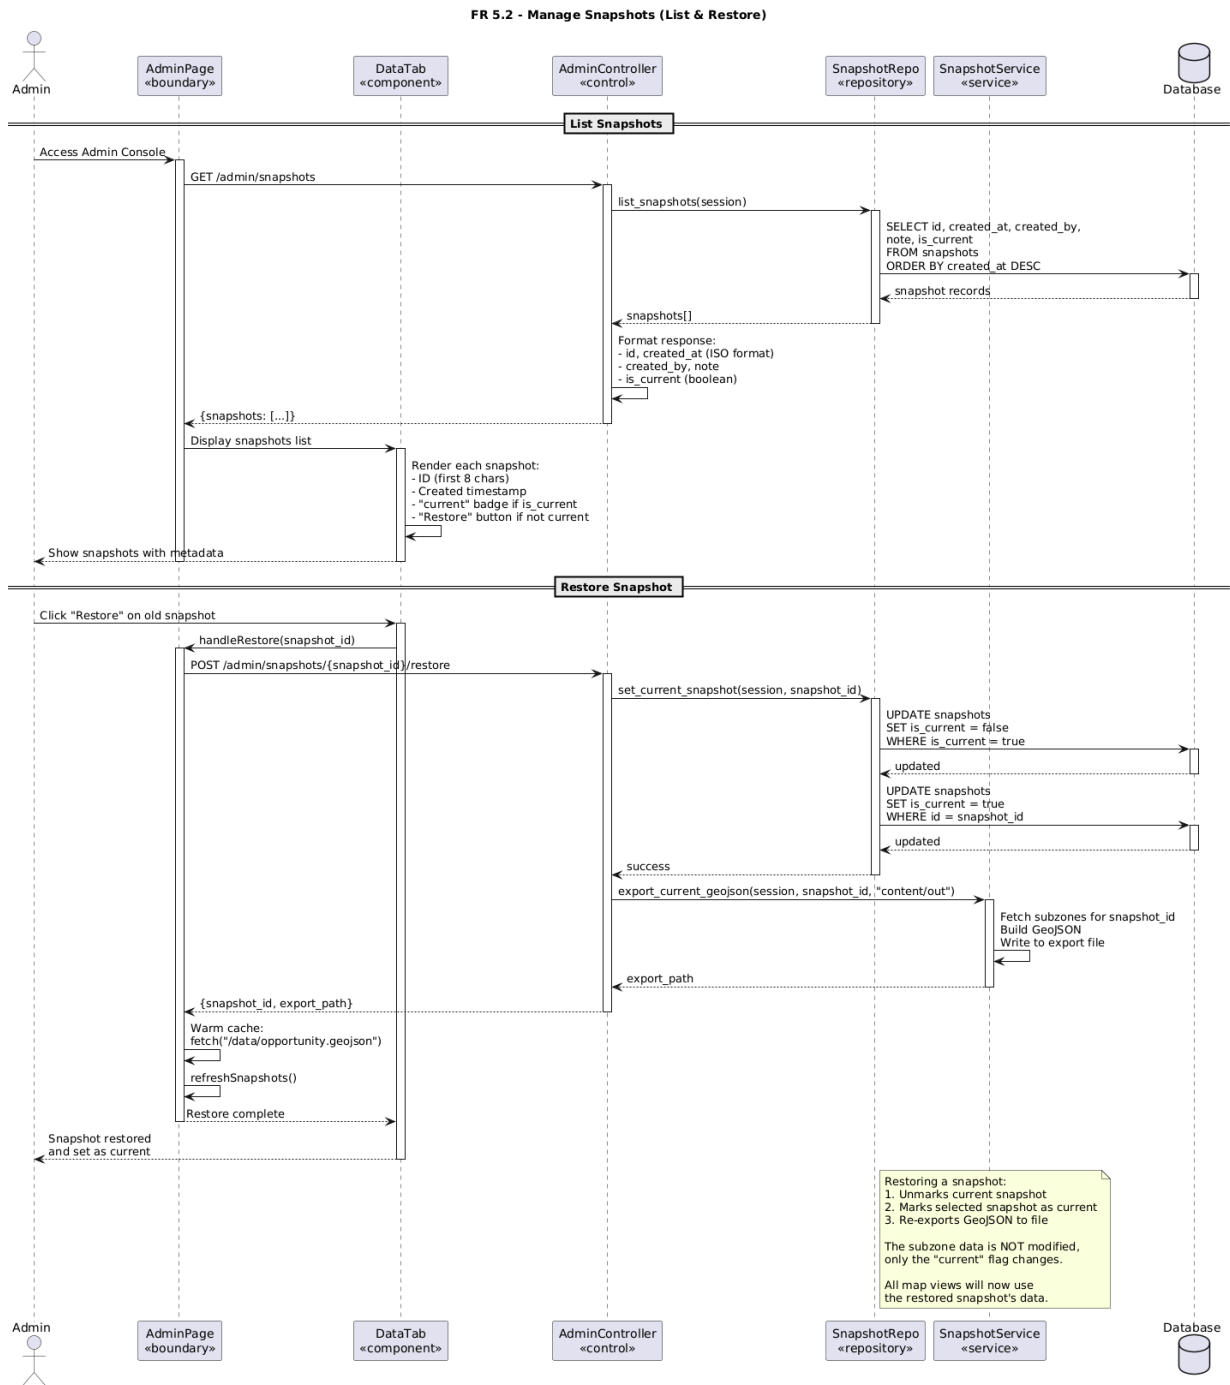 FR 5.2 - Manage Snapshots (List & Restore)
Admin
AdminPage
«boundary»
DataTab
«component»
AdminController
«control»
SnapshotRepo
«repository»
SnapshotService
«service»
Database
List Snapshots
Access Admin Console
GET /admin/snapshots
list_snapshots(session)
SELECT id, created_at, created_by,
note, is_current
FROM snapshots
ORDER BY created_at DESC
snapshot records
snapshots[]
Format response:
- id, created_at (ISO format)
- created_by, note
- is_current (boolean)
{snapshots: [...]}
Display snapshots list
Render each snapshot:
- ID (first 8 chars)
- Created timestamp
- "current" badge if is_current
- "Restore" button if not current
Show snapshots with metadata
Restore Snapshot
Click "Restore" on old snapshot
handleRestore(snapshot_id)
POST /admin/snapshots/{snapshot_id}/restore
set_current_snapshot(session, snapshot_id)
UPDATE snapshots
SET is_current = false
WHERE is_current = true
updated
UPDATE snapshots
SET is_current = true
WHERE id = snapshot_id
updated
success
export_current_geojson(session, snapshot_id, "content/out")
Fetch subzones for snapshot_id
Build GeoJSON
Write to export file
export_path
{snapshot_id, export_path}
Warm cache:
fetch("/data/opportunity.geojson")
refreshSnapshots()
Restore complete
Snapshot restored
and set as current
Restoring a snapshot:
1. Unmarks current snapshot
2. Marks selected snapshot as current
3. Re-exports GeoJSON to file
The subzone data is NOT modified,
only the "current" flag changes.
All map views will now use
the restored snapshot's data.
Admin
AdminPage
«boundary»
DataTab
«component»
AdminController
«control»
SnapshotRepo
«repository»
SnapshotService
«service»
Database